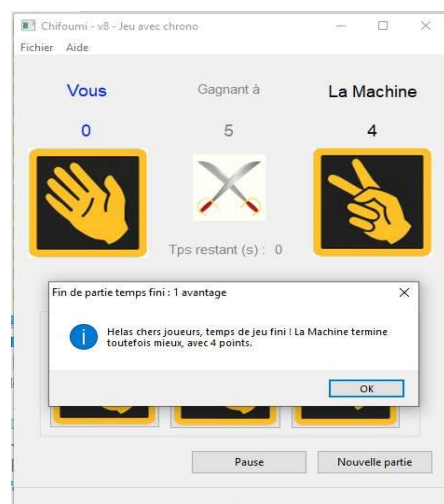 Chifoumi - v8 - Jeu avec chrono
Fichier Aide
Vous Gagnant à La Machine
0 5 4
Tps restant (s) : 0
Fin de partie temps fini : 1 avantage
Helas chers joueurs, temps de jeu fini ! La Machine termine
toutefois mieux, avec 4 points.
OK
Pause Nouvelle partie